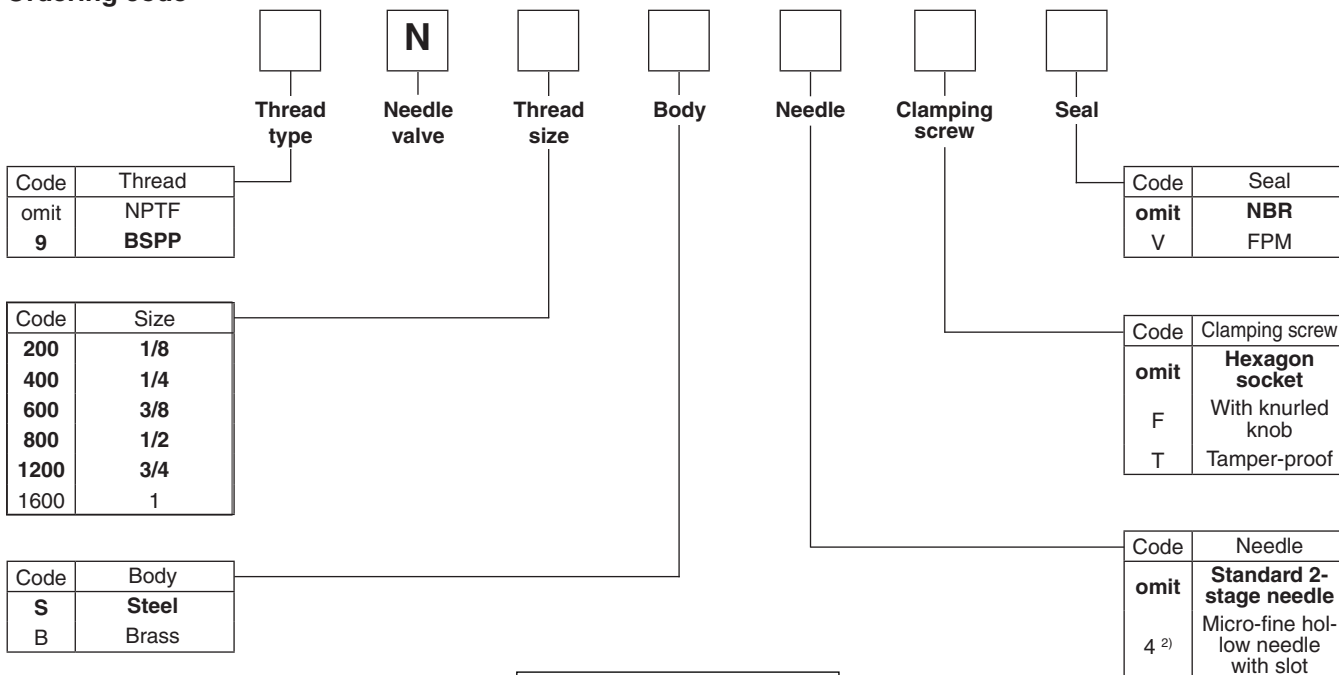 Ordering code
N
Thread type
Needle valve
Thread size
Body
Needle
Clamping screw
Seal
Code Thread
omit NPTF
9 BSPP
Code Size
200 1/8
400 1/4
600 3/8
800 1/2
1200 3/4
1600 1
Code Body
S Steel
B Brass
Code Seal
omit NBR
V FPM
Code Clamping screw
omit Hexagon
socket
F With knurled
knob
T Tamper-proof
Code Needle
omit Standard 2-
stage needle
4 2) Micro-fine hol-
low needle
with slot